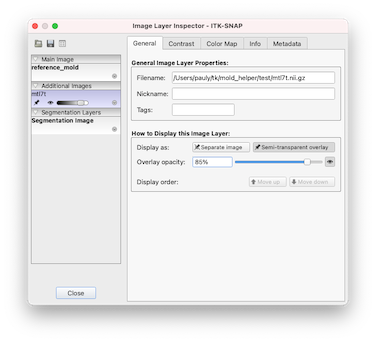 Image Layer Inspector - ITK-SNAP
General
Contrast
Color Map
Info
Metadata
Main Image
reference_mold
Additional Images
mtl7t
Segmentation Layers
Segmentation Image
General Image Layer Properties:
Filename: /Users/pauly/tk/mold_helper/test/mtl7t.nii.gz
Nickname:
Tags:
How to Display this Image Layer:
Display as: Separate image Semi-transparent overlay
Overlay opacity: 85%
Display order: Move up Move down
Close